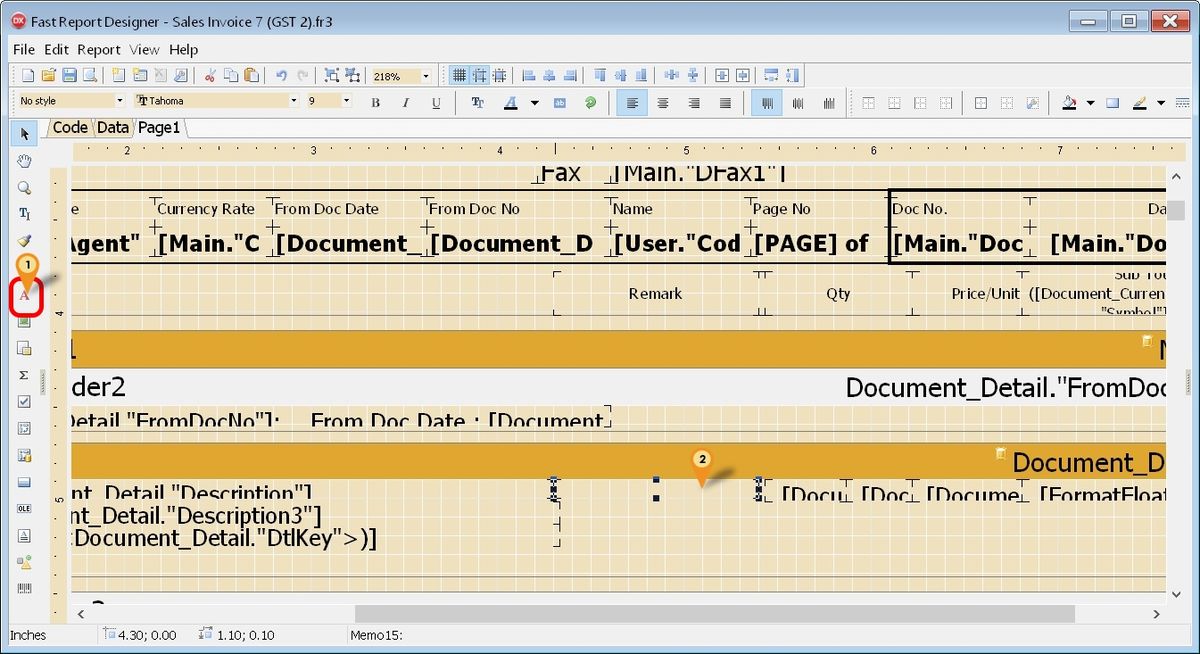 Fast Report Designer - Sales Invoice 7 (GST 2).fr3
File Edit Report View Help
218%
No style Tahoma 9 B I U
Code Data Page1
2 3 4 5 6 7
Fax [Main."DFax1"]
e Currency Rate From Doc Date From Doc No Name Page No Doc No. Da
Agent" [Main."C [Document_ [Document_D [User."Cod [PAGE] of [Main."Doc [Main."Do
1
A
Remark Qty Price/Unit ([Document_Curren
"Symbol"]
4
1
der2 Document_Detail."FromDoc
Detail."FromDocNo"]: From Doc Date : [Document
2
Document_D
5
nt_Detail."Description"] [Docu [Doc [Docume [FormatFloat
nt_Detail."Description3"]
OLE
:Document_Detail."DtlKey">)]
Inches 4.30; 0.00 1.10; 0.10 Memo15: